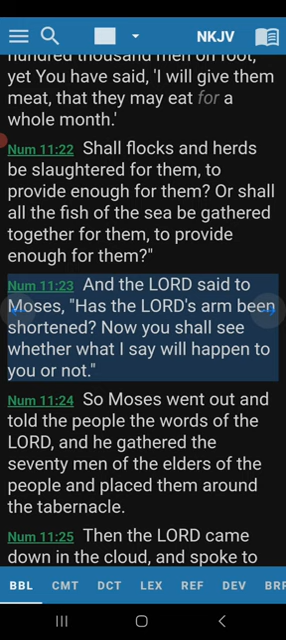 NKJV
hundred thousand men on foot,
yet You have said, 'I will give them
meat, that they may eat for a
whole month.'
Num 11:22 Shall flocks and herds
be slaughtered for them, to
provide enough for them? Or shall
all the fish of the sea be gathered
together for them, to provide
enough for them?"
Num 11:23 And the LORD said to
Moses, "Has the LORD's arm been
shortened? Now you shall see
whether what I say will happen to
you or not."
Num 11:24 So Moses went out and
told the people the words of the
LORD, and he gathered the
seventy men of the elders of the
people and placed them around
the tabernacle.
Num 11:25 Then the LORD came
down in the cloud, and spoke to
BBL CMT DCT LEX REF DEV BRF